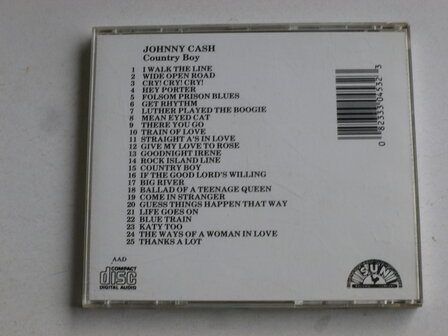 JOHNNY CASH
Country Boy
1 I WALK THE LINE
2 WIDE OPEN ROAD
3 CRY! CRY! CRY!
4 HEY PORTER
5 FOLSOM PRISON BLUES
6 GET RHYTHM
7 LUTHER PLAYED THE BOOGIE
8 MEAN EYED CAT
9 THERE YOU GO
10 TRAIN OF LOVE
11 STRAIGHT A'S IN LOVE
12 GIVE MY LOVE TO ROSE
13 GOODNIGHT IRENE
14 ROCK ISLAND LINE
15 COUNTRY BOY
16 IF THE GOOD LORD'S WILLING
17 BIG RIVER
18 BALLAD OF A TEENAGE QUEEN
19 COME IN STRANGER
20 GUESS THINGS HAPPEN THAT WAY
21 LIFE GOES ON
22 BLUE TRAIN
23 KATY TOO
24 THE WAYS OF A WOMAN IN LOVE
25 THANKS A LOT
0 82333 04532 3
AAD
COMPACT
disc
DIGITAL AUDIO
SUN